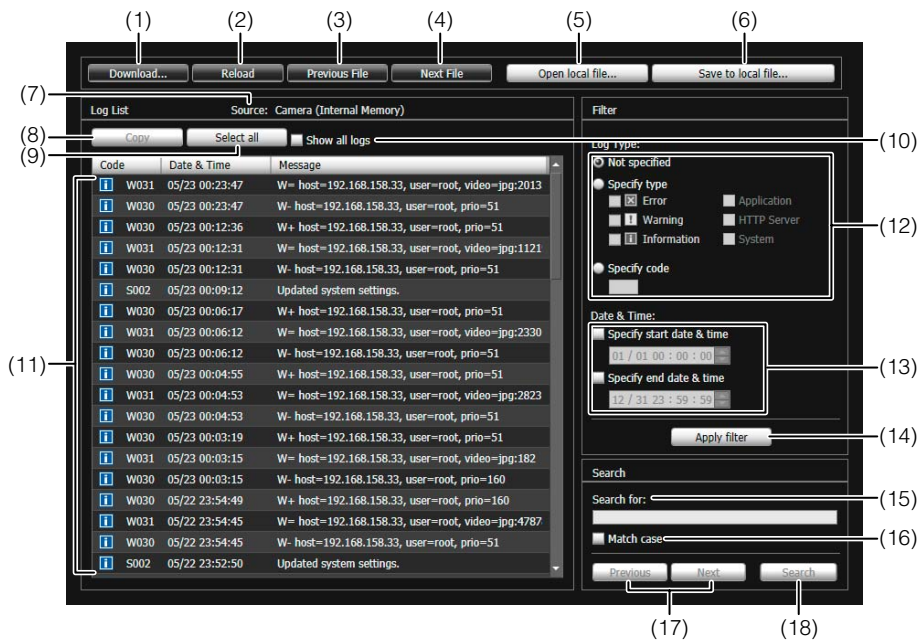 (1) (2) (3) (4) (5) (6)
Download... Reload Previous File Next File Open local file... Save to local file...
(7)
Log List Source: Camera (Internal Memory)
(8) Copy Select all Show all logs (10)
(9)
Code Date & Time Message
W031 05/23 00:23:47 W= host=192.168.158.33, user=root, video=jpg:2013
W030 05/23 00:23:47 W- host=192.168.158.33, user=root, prio=51
W030 05/23 00:12:36 W+ host=192.168.158.33, user=root, prio=51
W031 05/23 00:12:31 W= host=192.168.158.33, user=root, video=jpg:1121
W030 05/23 00:12:31 W- host=192.168.158.33, user=root, prio=51
S002 05/23 00:09:12 Updated system settings.
W030 05/23 00:06:17 W+ host=192.168.158.33, user=root, prio=51
W031 05/23 00:06:12 W= host=192.168.158.33, user=root, video=jpg:2330
W030 05/23 00:06:12 W- host=192.168.158.33, user=root, prio=51
W030 05/23 00:04:55 W+ host=192.168.158.33, user=root, prio=51
W031 05/23 00:04:53 W= host=192.168.158.33, user=root, video=jpg:2823
W030 05/23 00:04:53 W- host=192.168.158.33, user=root, prio=51
W030 05/23 00:03:19 W+ host=192.168.158.33, user=root, prio=51
W031 05/23 00:03:15 W= host=192.168.158.33, user=root, video=jpg:182
W030 05/23 00:03:15 W- host=192.168.158.33, user=root, prio=160
W030 05/22 23:54:49 W+ host=192.168.158.33, user=root, prio=160
W031 05/22 23:54:45 W= host=192.168.158.33, user=root, video=jpg:4787
W030 05/22 23:54:45 W- host=192.168.158.33, user=root, prio=51
S002 05/22 23:52:50 Updated system settings.
(11)
Filter
Log Type:
Not specified
Specify type
Error Application
Warning HTTP Server
Information System
(12)
Specify code
Date & Time:
Specify start date & time
01 / 01 00 : 00 : 00
(13)
Specify end date & time
12 / 31 23 : 59 : 59
Apply filter (14)
Search
Search for: (15)
Match case (16)
Previous Next Search
(17) (18)